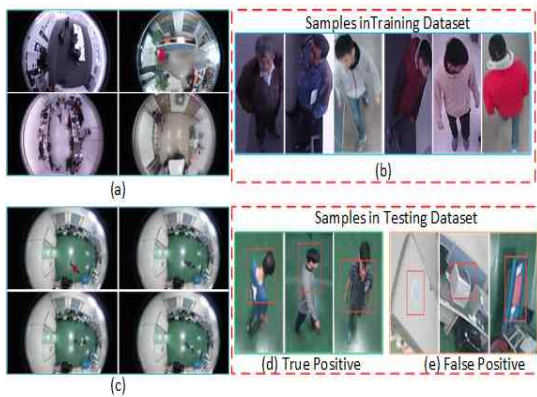 Samples inTraining Dataset
(a)
(b)
Samples in Testing Dataset
(d) True Positive
(e) False Positive
(c)